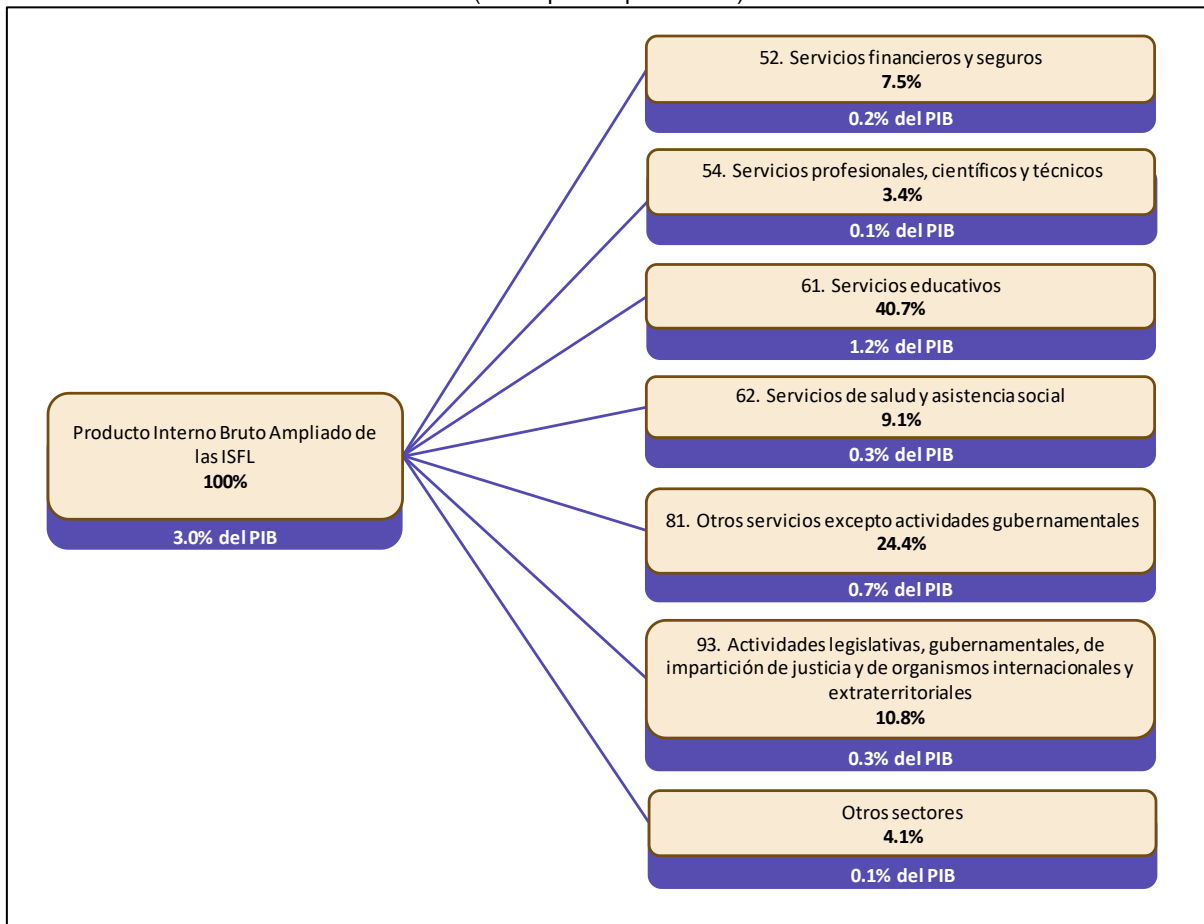 52. Servicios financieros y seguros
7.5%
0.2% del PIB
54. Servicios profesionales, científicos y técnicos
3.4%
0.1% del PIB
61. Servicios educativos
40.7%
1.2% del PIB
62. Servicios de salud y asistencia social
9.1%
0.3% del PIB
Producto Interno Bruto Ampliado de
las ISFL
100%
3.0% del PIB
81. Otros servicios excepto actividades gubernamentales
24.4%
0.7% del PIB
93. Actividades legislativas, gubernamentales, de
impartición de justicia y de organismos internacionales y
extraterritoriales
10.8%
0.3% del PIB
Otros sectores
4.1%
0.1% del PIB